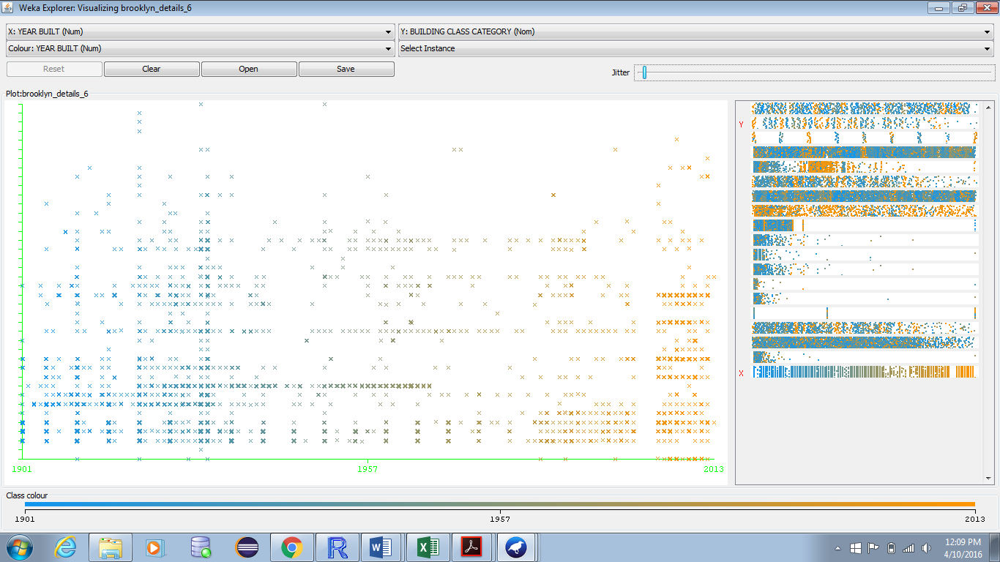 Weka Explorer: Visualizing brooklyn_details_6
X: YEAR BUILT (Num)
Y: BUILDING CLASS CATEGORY (Nom)
Colour: YEAR BUILT (Num)
Select Instance
Reset
Clear
Open
Save
Jitter
Plot:brooklyn_details_6
Y
X
1901
1957
2013
Class colour
1901
1957
2013
12:09 PM
4/10/2016